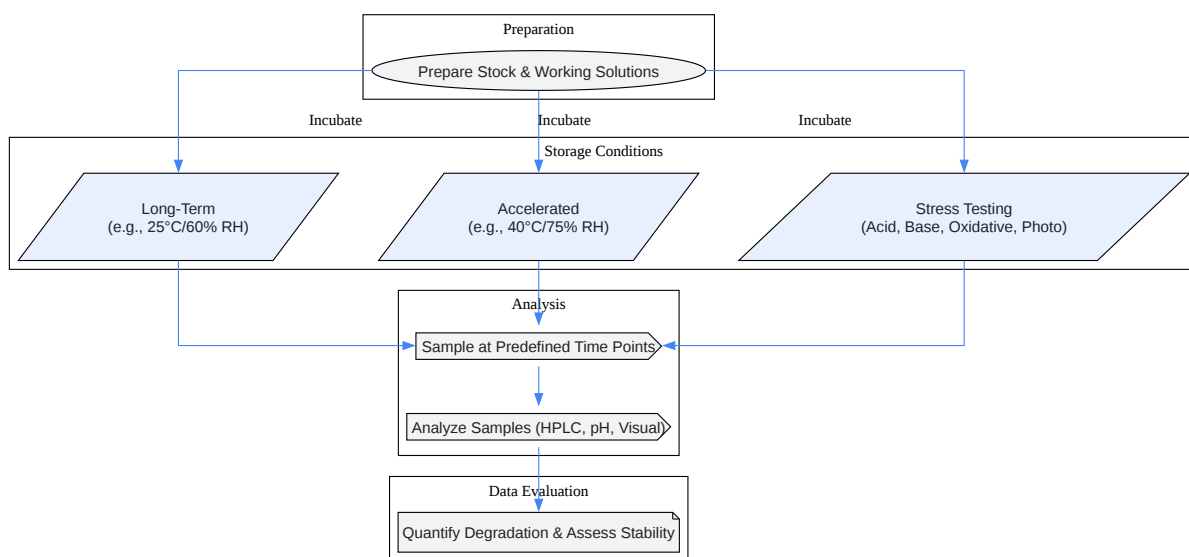 Preparation
Prepare Stock & Working Solutions
Incubate
Incubate
Incubate
Storage Conditions
Long-Term
(e.g., 25°C/60% RH)
Accelerated
(e.g., 40°C/75% RH)
Stress Testing
(Acid, Base, Oxidative, Photo)
Analysis
Sample at Predefined Time Points
Analyze Samples (HPLC, pH, Visual)
Data Evaluation
Quantify Degradation & Assess Stability